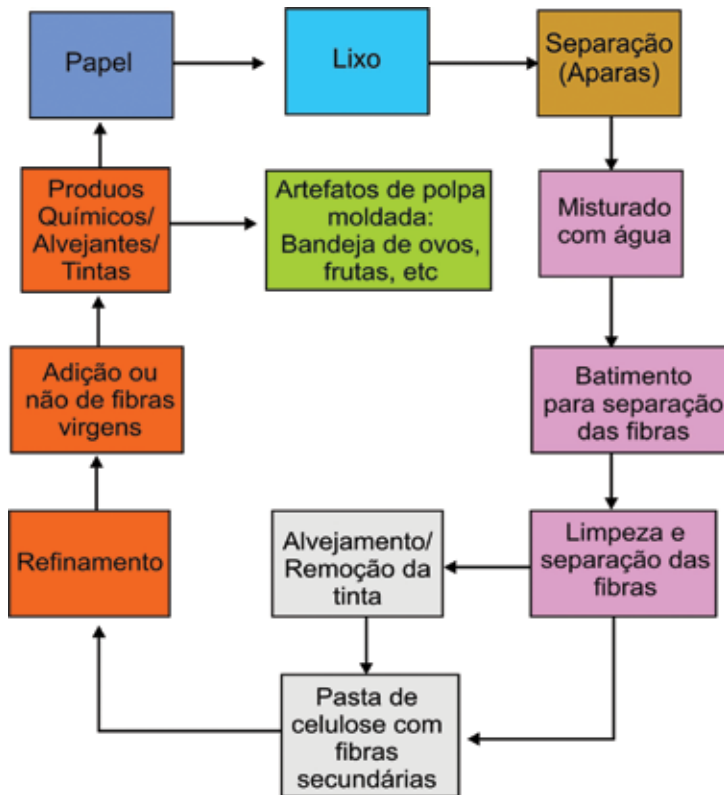 Papel
Lixo
Separação
(Aparas)
Produos
Químicos/
Alvejantes/
Tintas
Artefatos de polpa
moldada:
Bandeja de ovos,
frutas, etc
Misturado
com água
Adição ou
não de fibras
virgens
Batimento
para separação
das fibras
Refinamento
Alvejamento/
Remoção da
tinta
Limpeza e
separação das
fibras
Pasta de
celulose com
fibras
secundárias